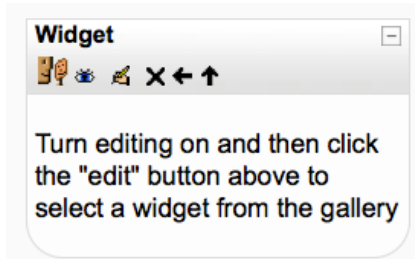 Widget
Turn editing on and then click
the "edit" button above to
select a widget from the gallery